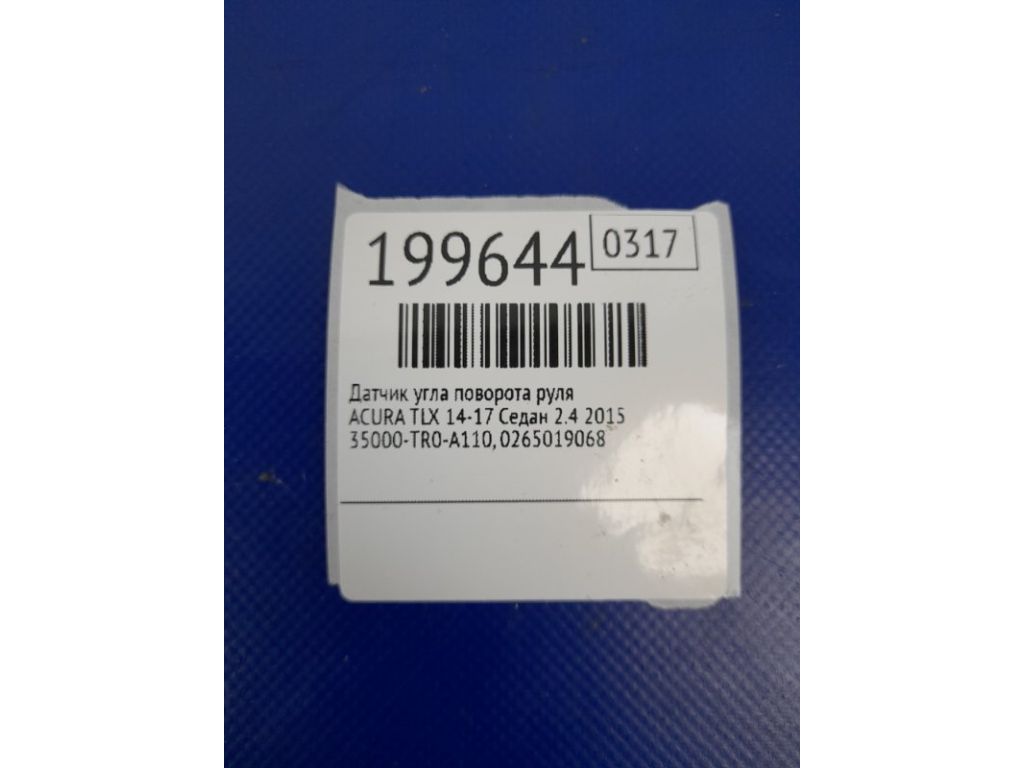 199644
0317
Датчик угла поворота руля
ACURA TLX 14-17 Седан 2.4 2015
35000-TR0-A110, 0265019068